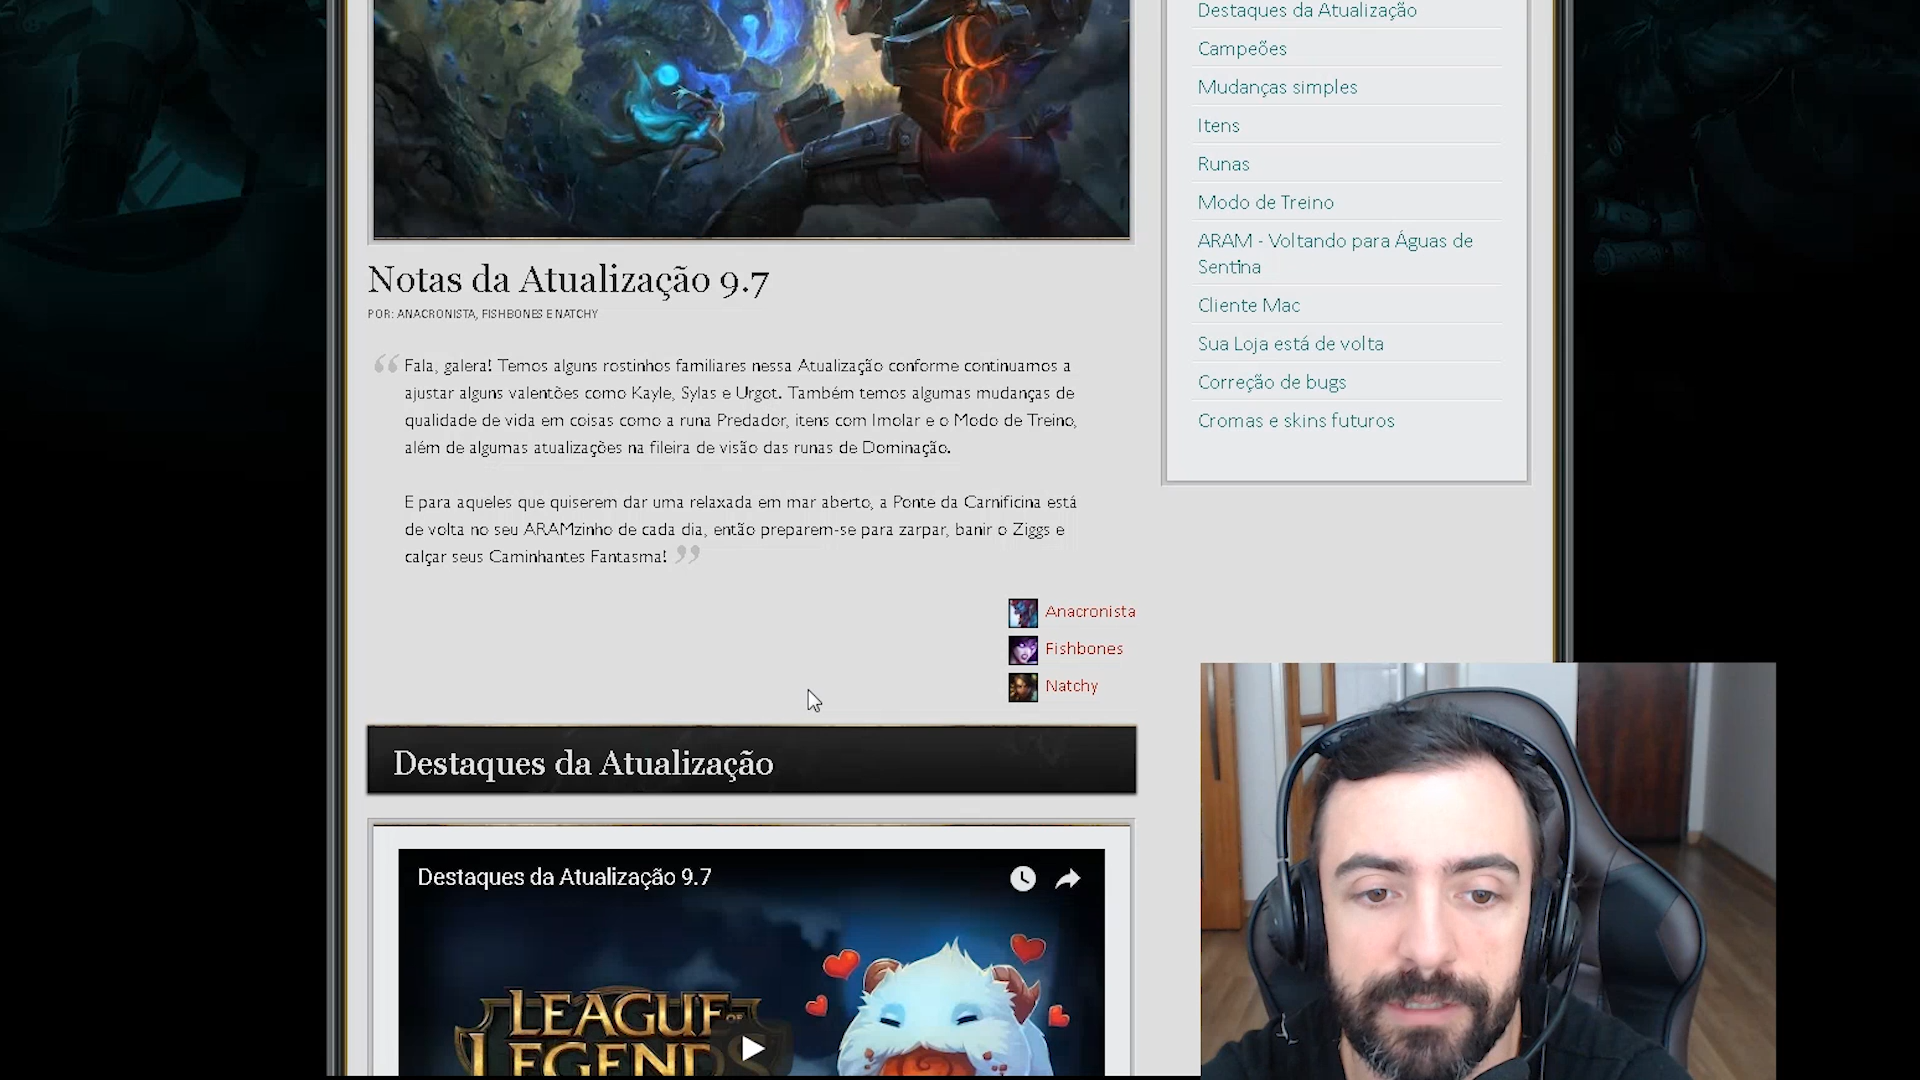 Notas da Atualização 9.7
POR: ANACRONISTA, FISHBONES E NATCHY
“ Fala, galera! Temos alguns rostinhos familiares nessa Atualização conforme continuamos a
ajustar alguns valentões como Kayle, Sylas e Urgot. Também temos algumas mudanças de
qualidade de vida em coisas como a runa Predador, itens com Imolar e o Modo de Treino,
além de algumas atualizações na fileira de visão das runas de Dominação.
E para aqueles que quiserem dar uma relaxada em mar aberto, a Ponte da Carnificina está
de volta no seu ARAMzinho de cada dia, então preparem-se para zarpar, banir o Ziggs e
calçar seus Caminhantes Fantasma! ”
Anacronista
Fishbones
Natchy
Destaques da Atualização
Destaques da Atualização 9.7
LEAGUE OF
LEGENDS
Destaques da Atualização
Campeões
Mudanças simples
Itens
Runas
Modo de Treino
ARAM - Voltando para Águas de
Sentina
Cliente Mac
Sua Loja está de volta
Correção de bugs
Cromas e skins futuros